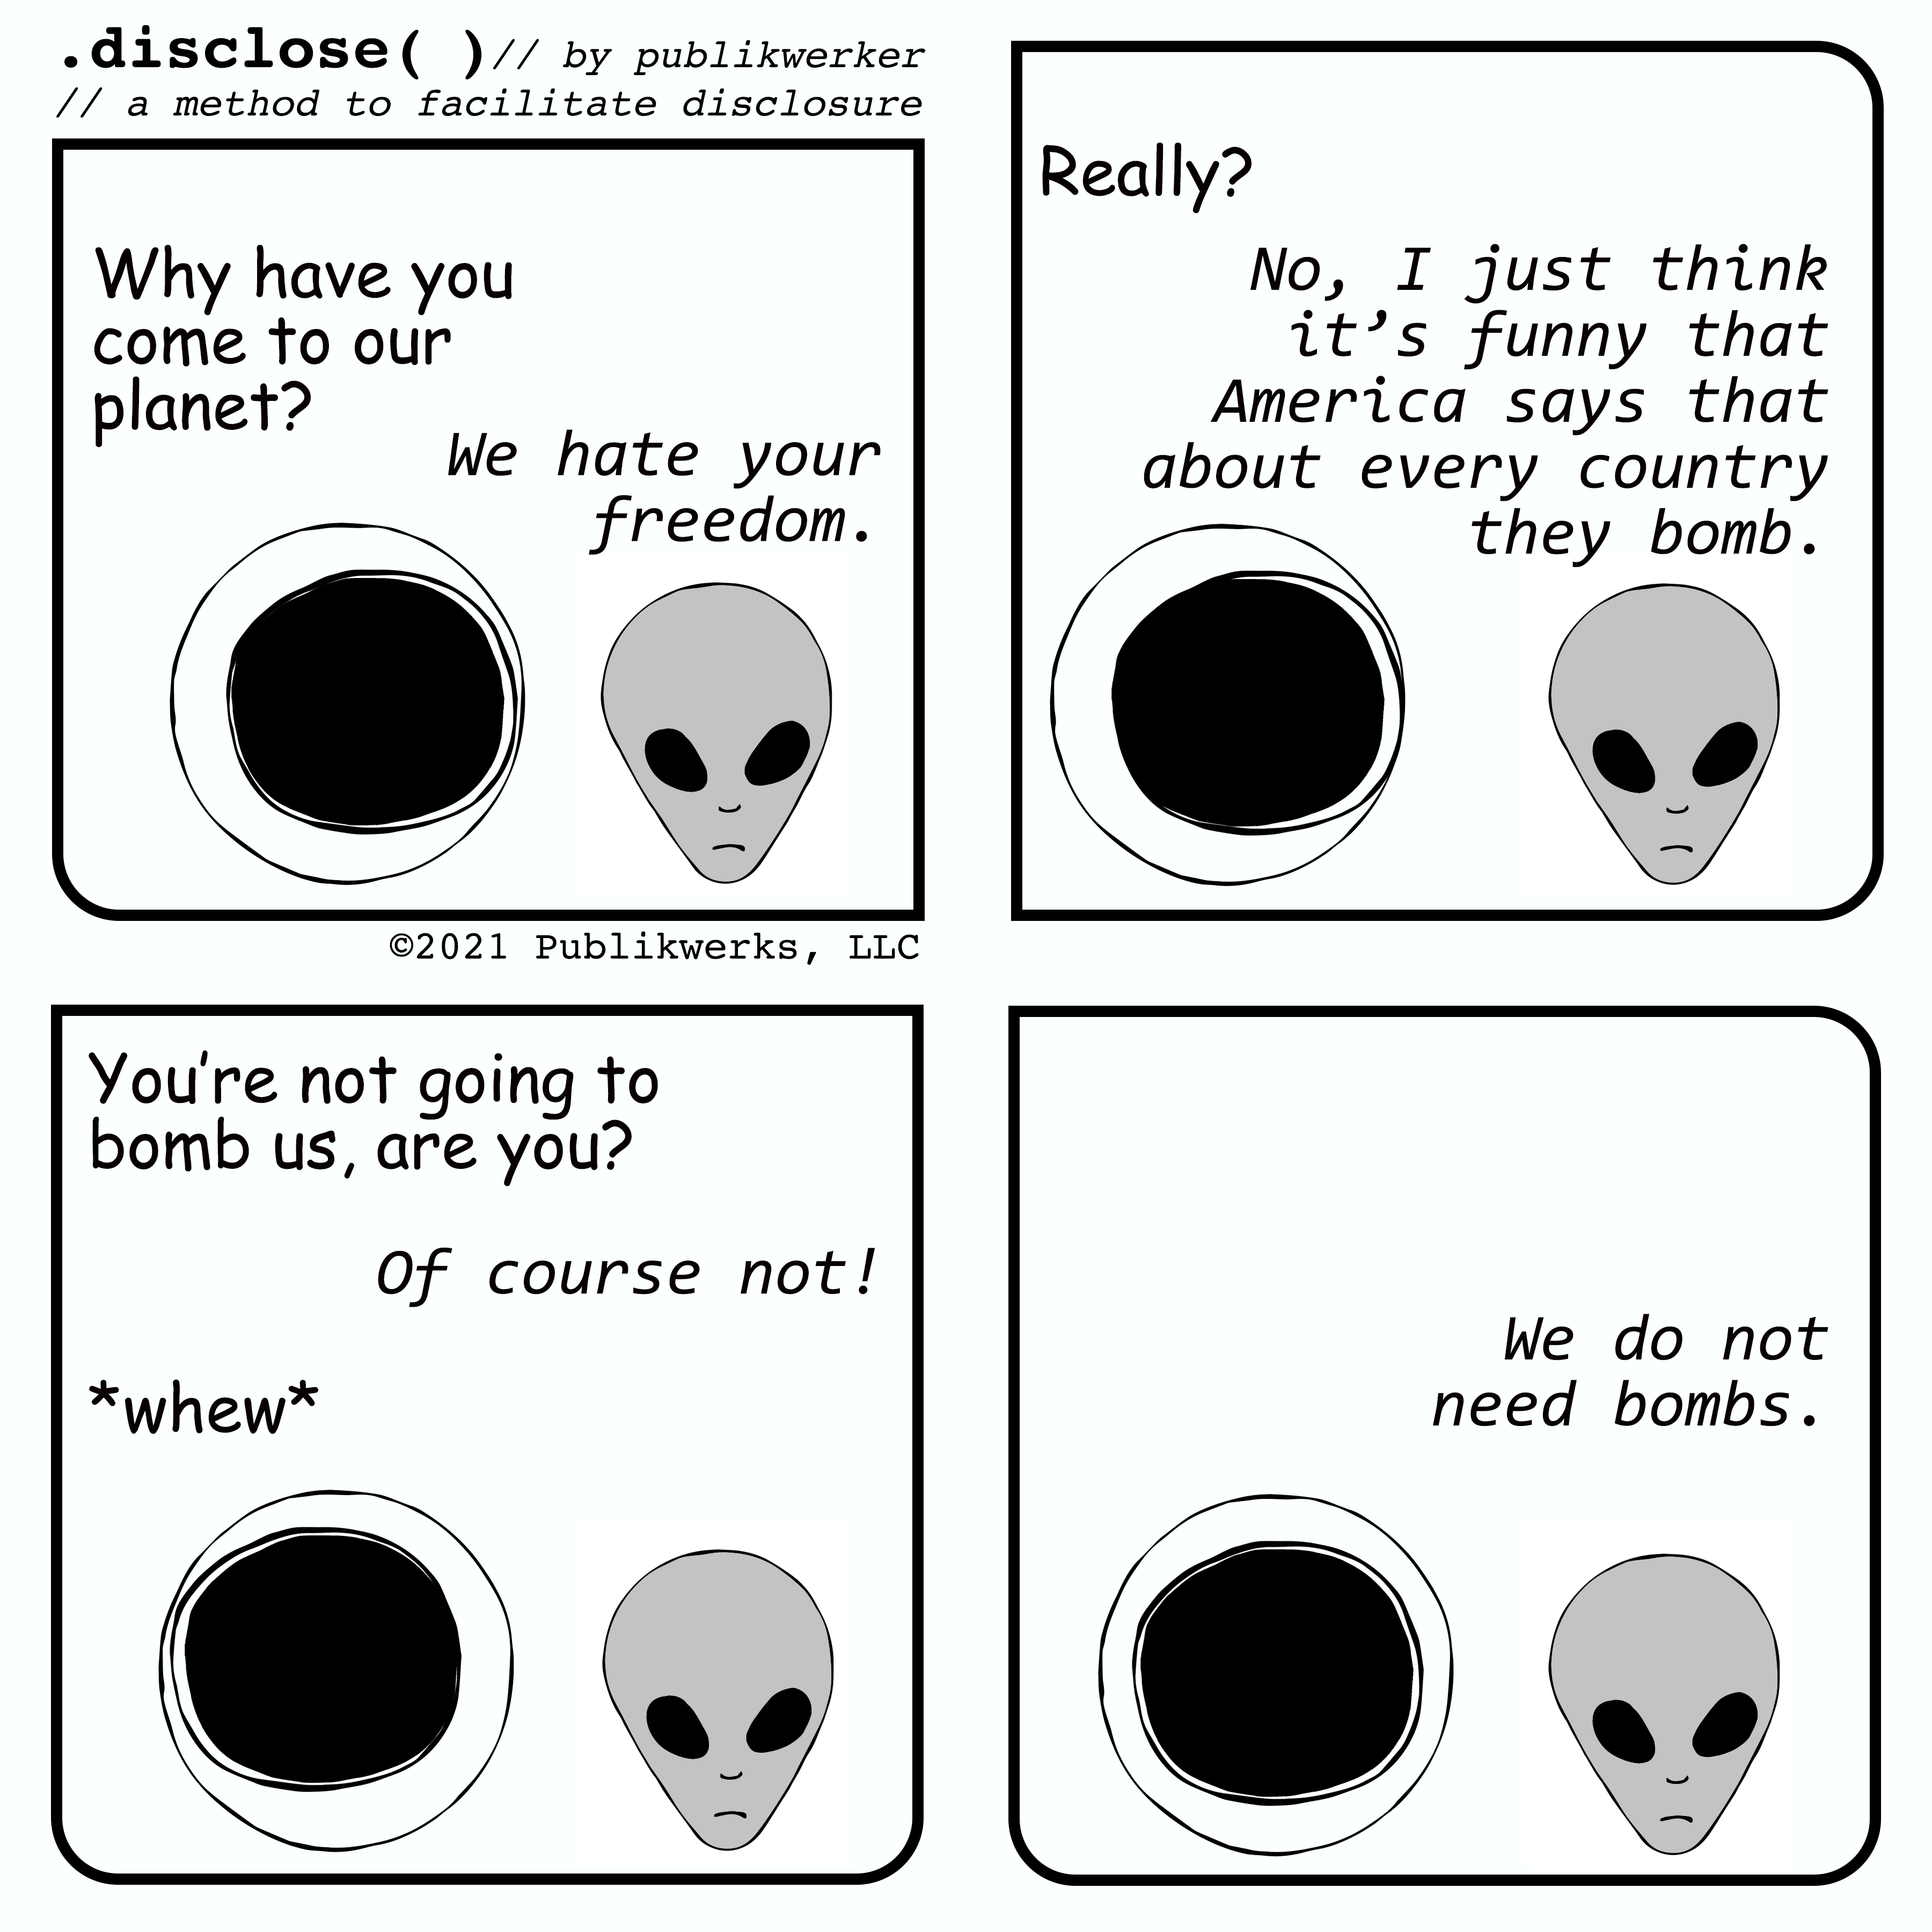 .disclose( )// by publikwerker
// a method to facilitate disclosure
Why have you
come to our
planet?
We hate your
freedom.
©2021 Publikwerks, LLC
Really?
No, I just think
it’s funny that
America says that
about every country
they bomb.
You're not going to
bomb us, are you?
Of course not!
*whew*
We do not
need bombs.